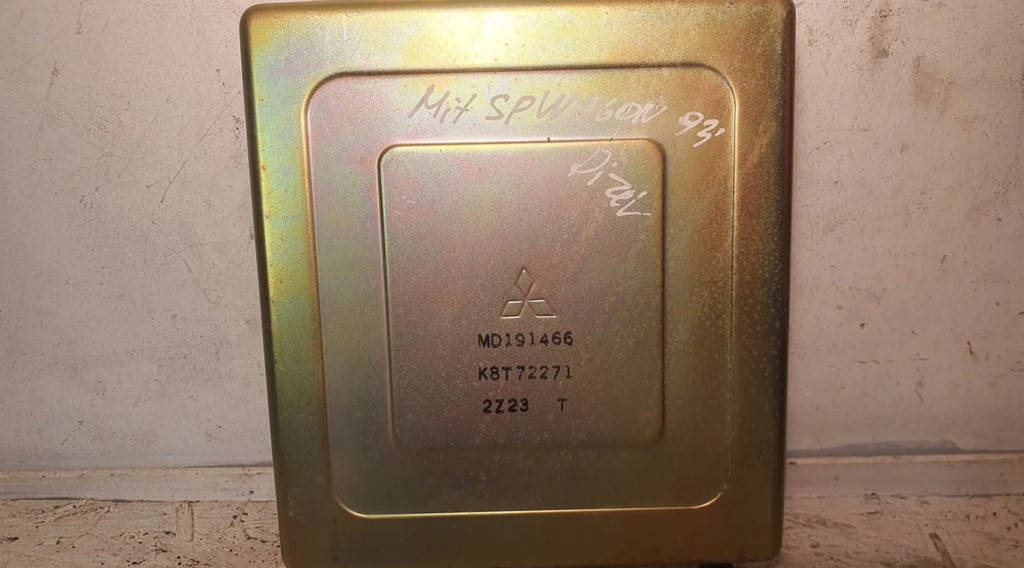 Mit SPWAGON 93'
Dizel
MD191466
K8T72271
2Z23 T